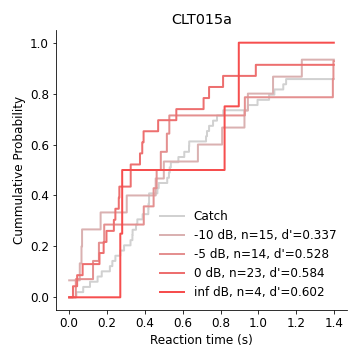 CLT015a
Cummulative Probability
1.0
0.8
0.6
0.4
0.2
0.0
Catch
-10 dB, n=15, d'=0.337
-5 dB, n=14, d'=0.528
0 dB, n=23, d'=0.584
inf dB, n=4, d'=0.602
0.0 0.2 0.4 0.6 0.8 1.0 1.2 1.4
Reaction time (s)